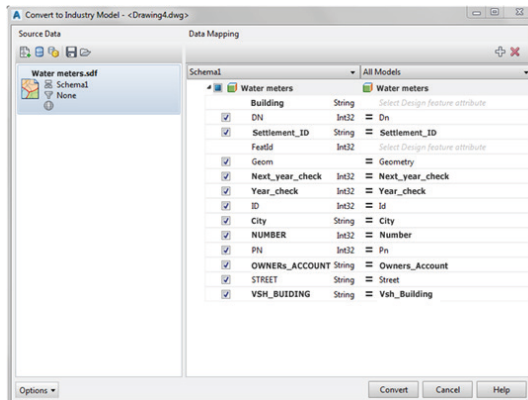 A Convert to Industry Model - <Drawing4.dwg>
Source Data
Data Mapping
Water meters.sdf
Schema1
None
Schema1 All Models
Water meters Water meters
Building String Select Design feature attribute
DN Int32 = Dn
Settlement_ID String = Settlement_ID
FeatId Int32 Select Design feature attribute
Geom = Geometry
Next_year_check Int32 = Next_year_check
Year_check Int32 = Year_check
ID Int32 = Id
City String = City
NUMBER Int32 = Number
PN Int32 = Pn
OWNERs_ACCOUNT String = Owners_Account
STREET String = Street
VSH_BUIDING String = Vsh_Building
Options Convert Cancel Help